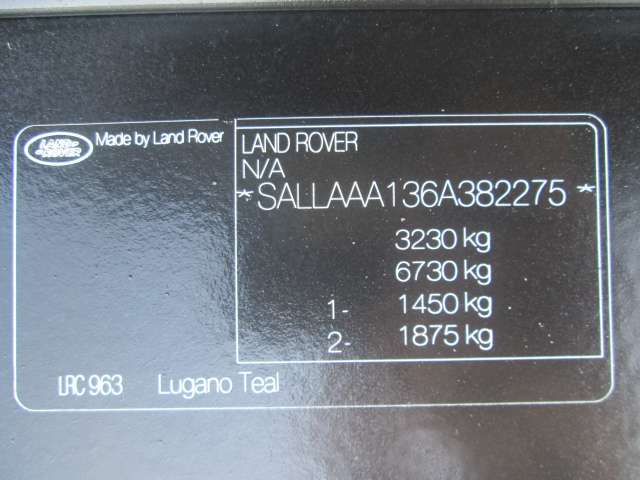 LAND ROVER
Made by Land Rover
LAND ROVER
N/A
*SALLAAA136A382275*
3230 kg
6730 kg
1- 1450 kg
2- 1875 kg
LRC 963 Lugano Teal